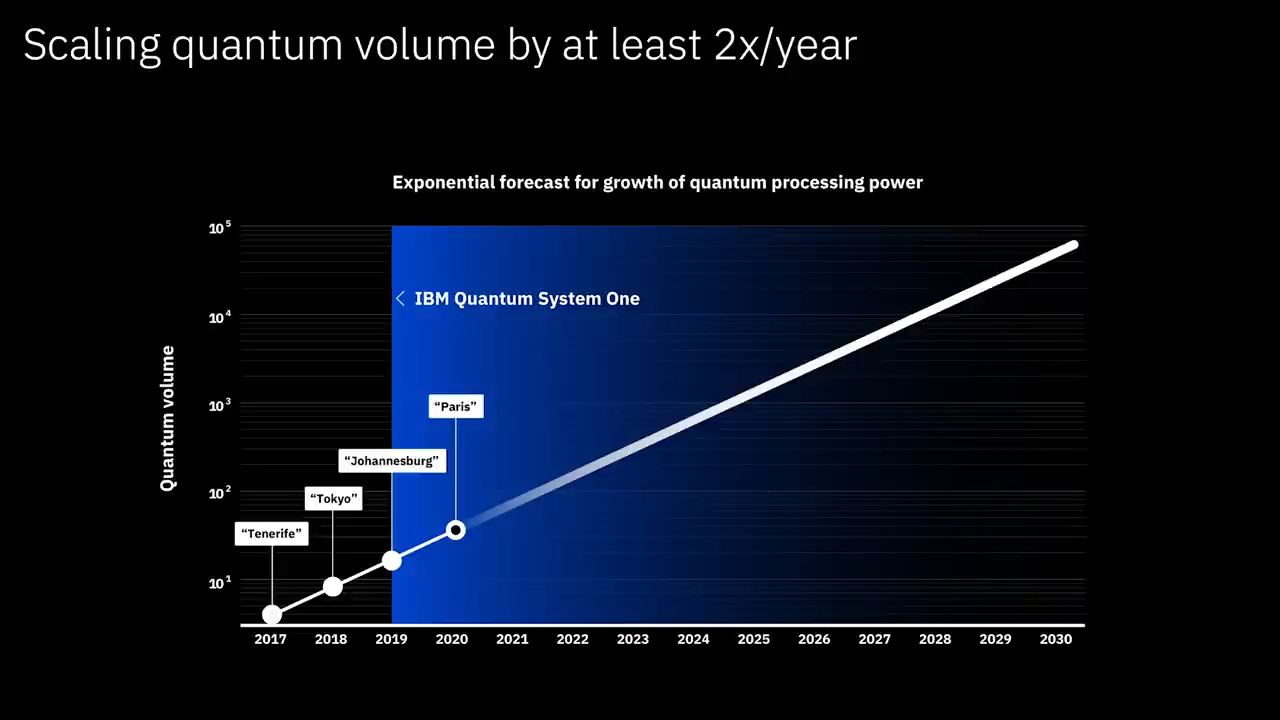 Scaling quantum volume by at least 2x/year
Exponential forecast for growth of quantum processing power
10⁵
IBM Quantum System One
10⁴
Quantum volume
10³
“Paris”
“Johannesburg”
10²
“Tokyo”
“Tenerife”
10¹
2017 2018 2019 2020 2021 2022 2023 2024 2025 2026 2027 2028 2029 2030